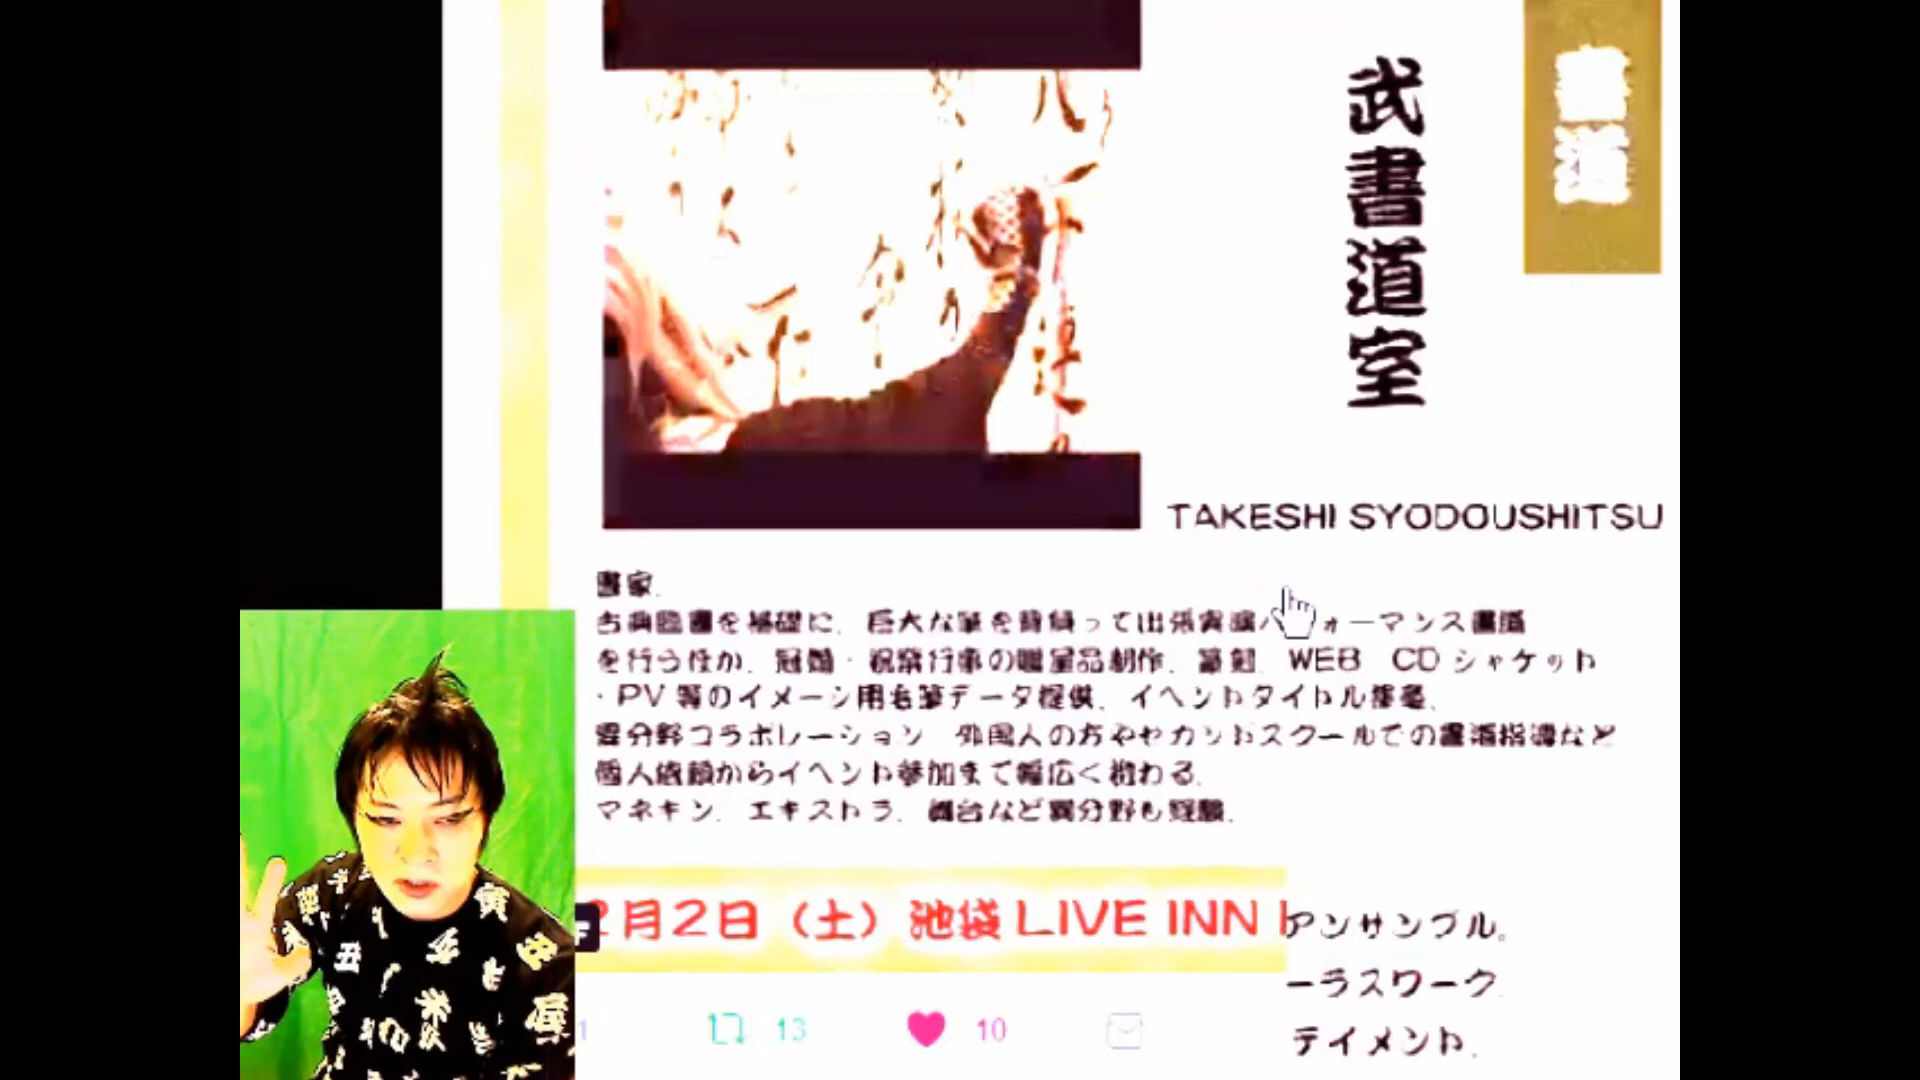 書道
武書道室
TAKESHI SYODOUSHITSU
書家.
古典臨書を基礎に、巨大な筆を背負って出張実演パフォーマンス書道
を行うほか、冠婚・祝祭行事の贈呈品制作、篆刻、WEB CDジャケット
・PV等のイメージ用毛筆データ提供、イベントタイトル揮毫、
異分野コラボレーション 外国人の方やセカンドスクールでの書道指導など
個人依頼からイベント参加まで幅広く携わる.
マネキン、エキストラ、舞台など異分野も経験.
2月2日（土）池袋 LIVE INN
アンサンブル。
ーラスワーク.
テイメント.
1 13 10